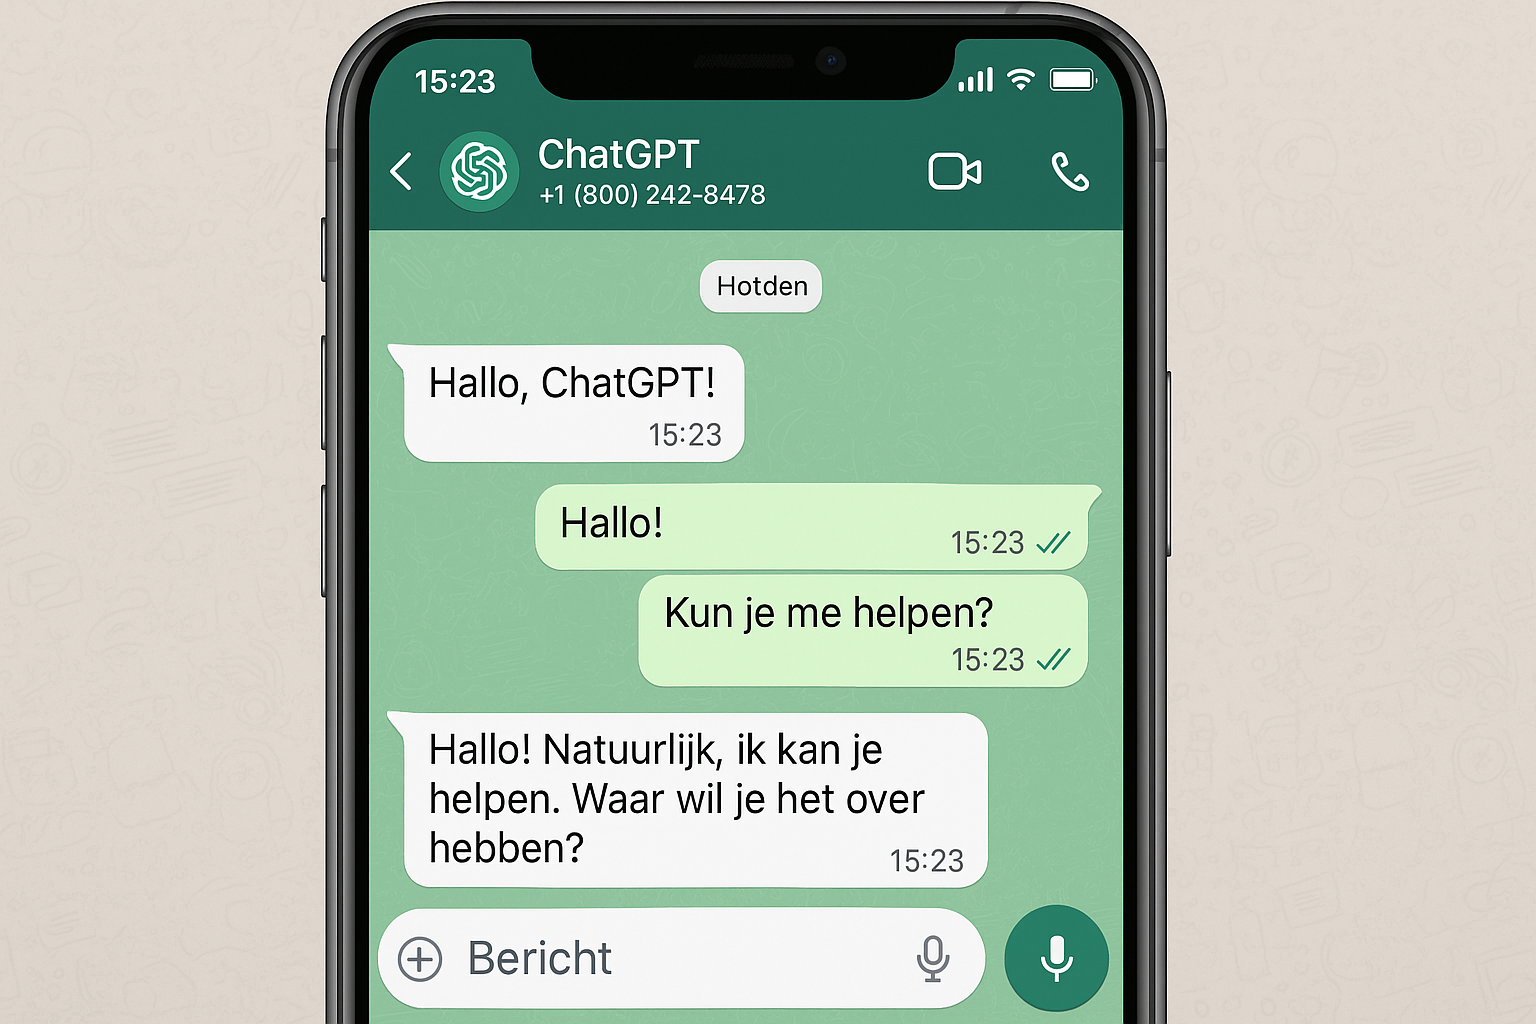 15:23
ChatGPT
+1 (800) 242-8478
Hotden
Hallo, ChatGPT!
15:23
Hallo!
15:23
Kun je me helpen?
15:23
Hallo! Natuurlijk, ik kan je
helpen. Waar wil je het over
hebben?
15:23
Bericht